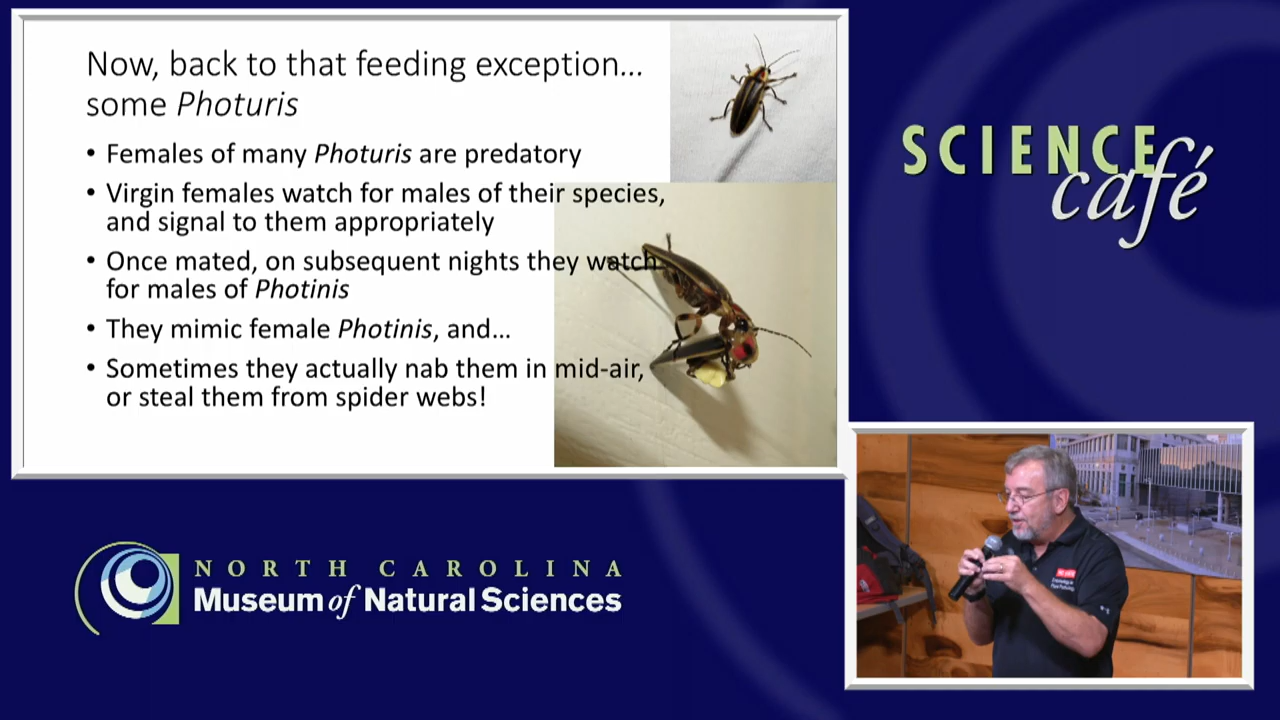 Now, back to that feeding exception…
some Photuris
• Females of many Photuris are predatory
• Virgin females watch for males of their species,
and signal to them appropriately
• Once mated, on subsequent nights they watch
for males of Photinis
• They mimic female Photinis, and…
• Sometimes they actually nab them in mid-air,
or steal them from spider webs!
SCIENCE
café
NORTH CAROLINA
Museum of Natural Sciences